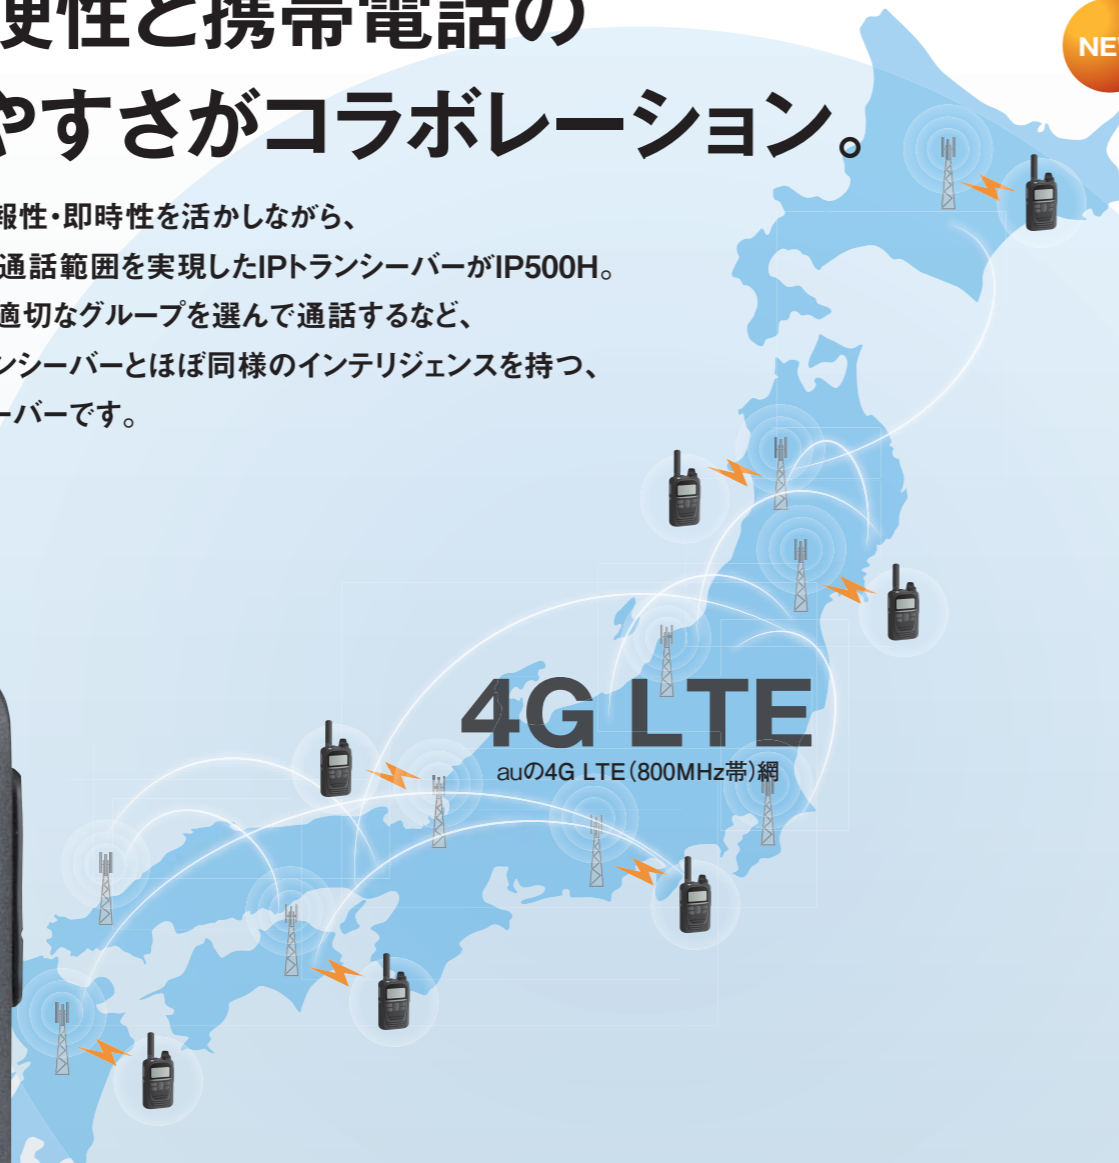 便性と携帯電話の
やすさがコラボレーション。
NE
報性・即時性を活かしながら、
通話範囲を実現したIPトランシーバーがIP500H。
適切なグループを選んで通話するなど、
ンシーバーとほぼ同様のインテリジェンスを持つ、
ーバーです。
4G LTE
auの4G LTE(800MHz帯)網